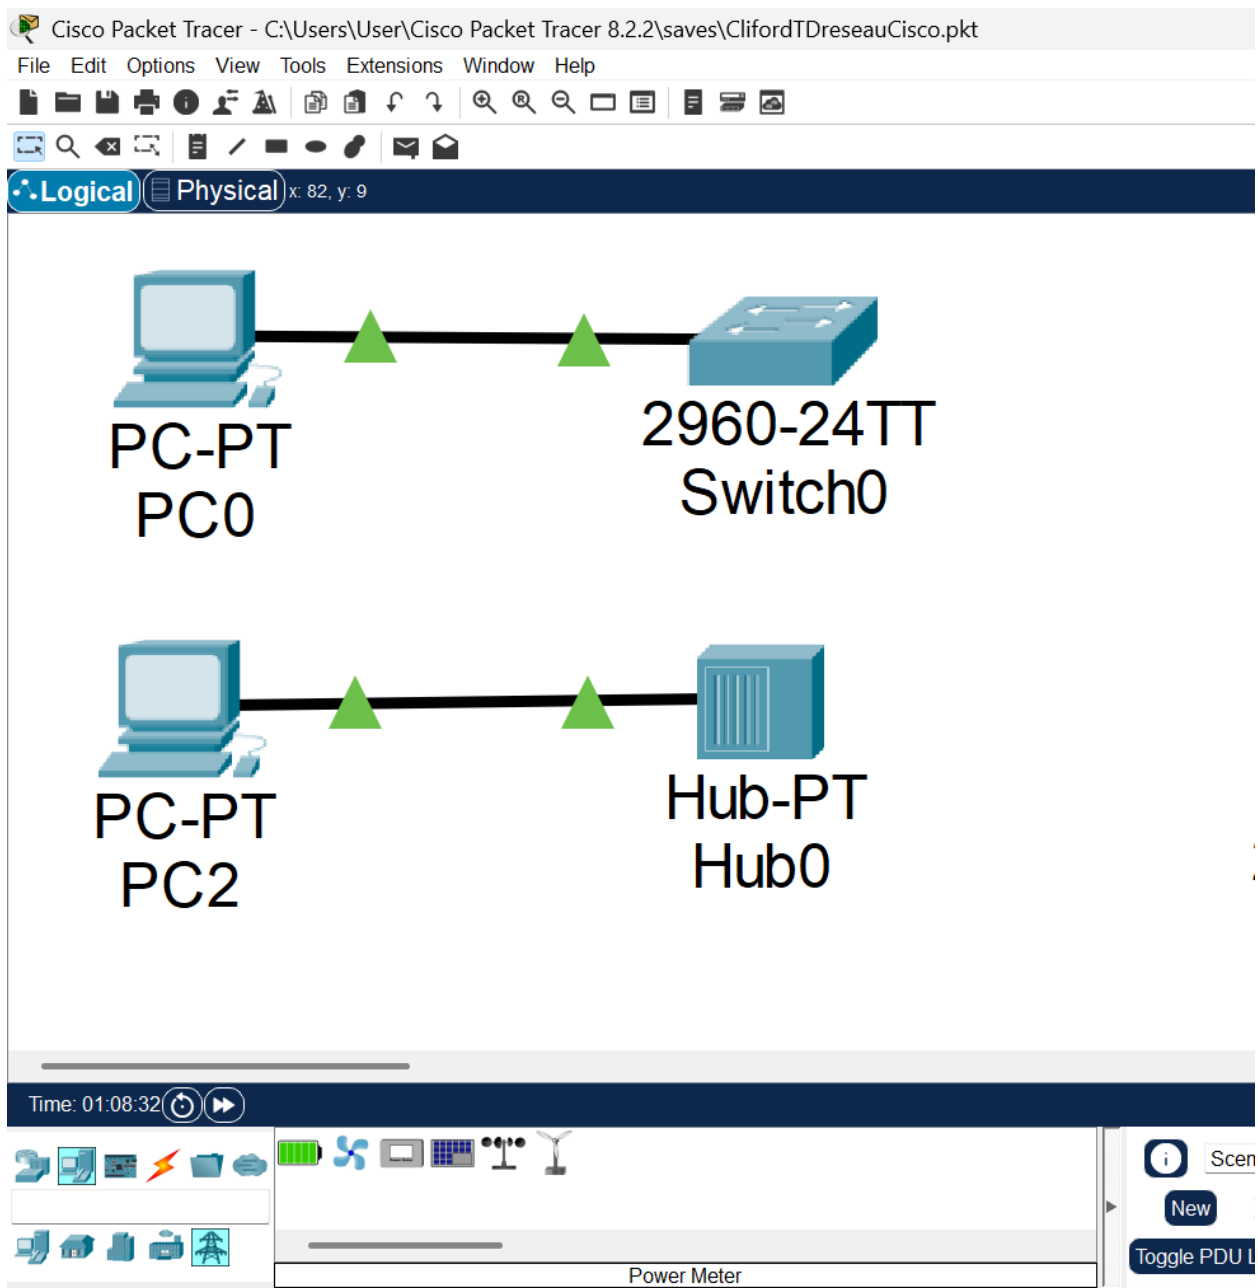 Cisco Packet Tracer - C:\Users\User\Cisco Packet Tracer 8.2.2\saves\ClifordTDreseauCisco.pkt
File Edit Options View Tools Extensions Window Help
Logical Physical x: 82, y: 9
PC-PT
PC0
2960-24TT
Switch0
PC-PT
PC2
Hub-PT
Hub0
Time: 01:08:32
Scen
New
Toggle PDU L
Power Meter